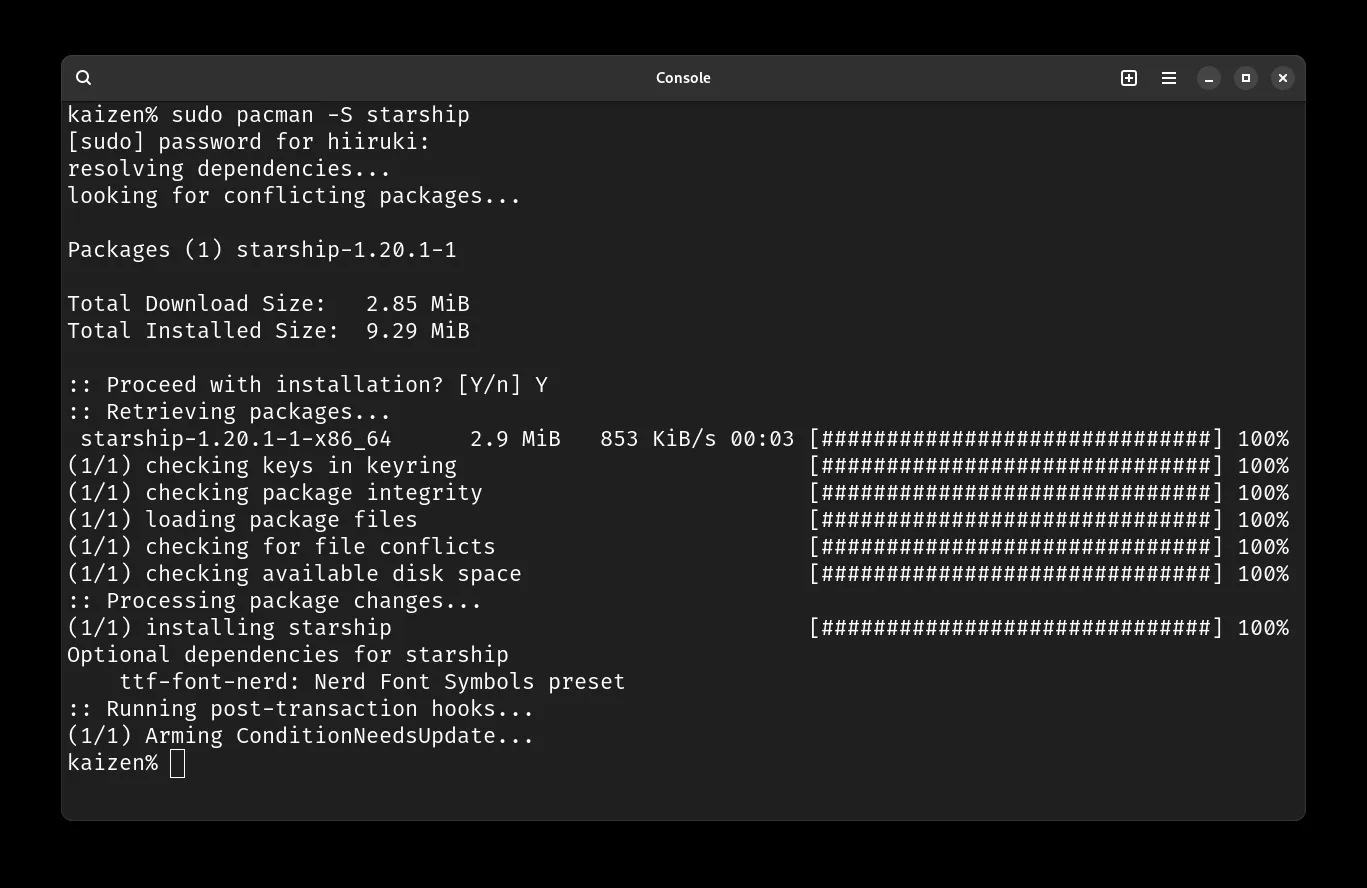 Console
kaizen% sudo pacman -S starship
[sudo] password for hiiruki:
resolving dependencies...
looking for conflicting packages...
Packages (1) starship-1.20.1-1
Total Download Size:   2.85 MiB
Total Installed Size:  9.29 MiB
:: Proceed with installation? [Y/n] Y
:: Retrieving packages...
 starship-1.20.1-1-x86_64      2.9 MiB   853 KiB/s 00:03 [##############################] 100%
(1/1) checking keys in keyring                           [##############################] 100%
(1/1) checking package integrity                         [##############################] 100%
(1/1) loading package files                              [##############################] 100%
(1/1) checking for file conflicts                        [##############################] 100%
(1/1) checking available disk space                      [##############################] 100%
:: Processing package changes...
(1/1) installing starship                                [##############################] 100%
Optional dependencies for starship
    ttf-font-nerd: Nerd Font Symbols preset
:: Running post-transaction hooks...
(1/1) Arming ConditionNeedsUpdate...
kaizen%